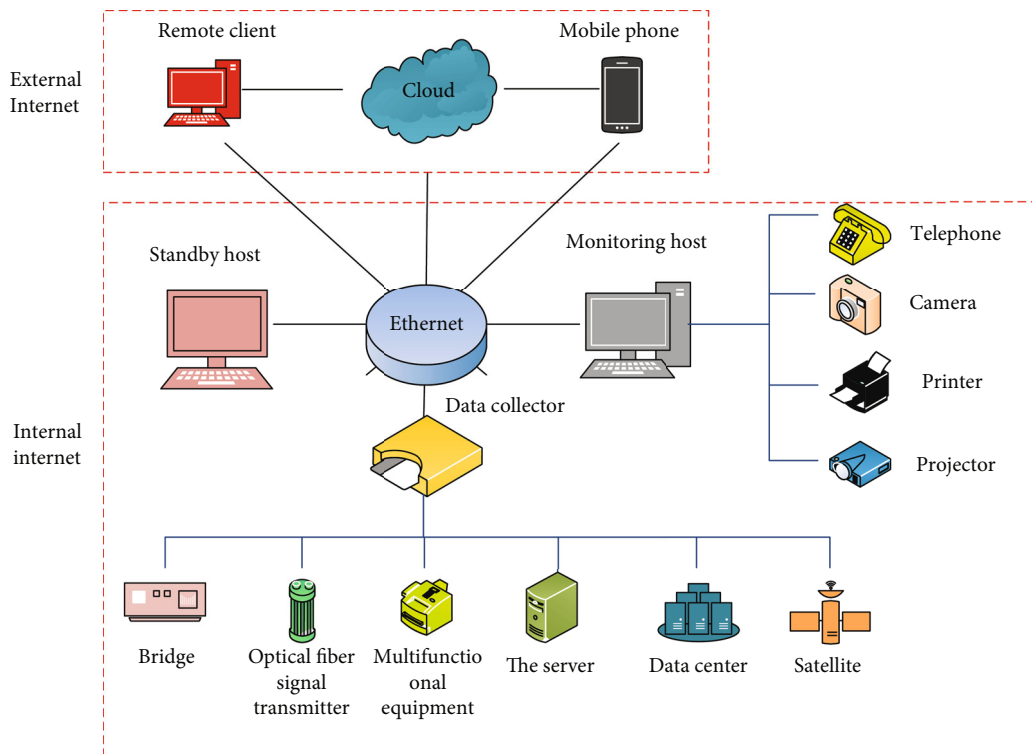 Remote client
Mobile phone
External
Internet
Cloud
Standby host
Monitoring host
Telephone
Ethernet
Camera
Printer
Data collector
Internal
internet
Projector
Bridge
Optical fiber
signal
transmitter
Multifunctio
onal
equipment
The server
Data center
Satellite